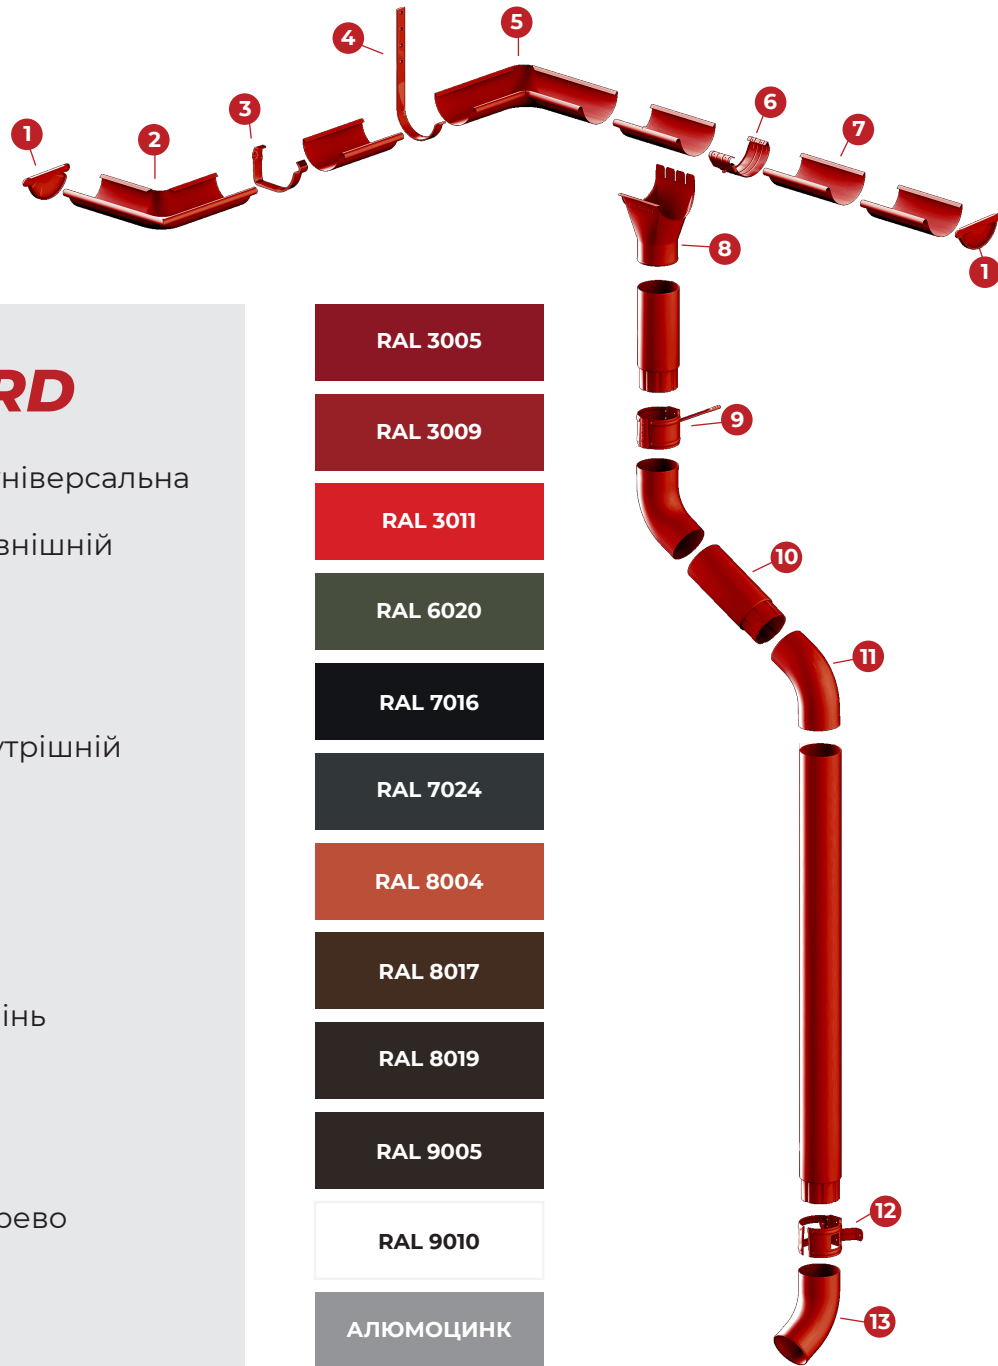 4
5
3
6
1
2
7
8
1
RD
ніверсальна
внішній
утрішній
інь
рево
RAL 3005
RAL 3009
RAL 3011
RAL 6020
RAL 7016
RAL 7024
RAL 8004
RAL 8017
RAL 8019
RAL 9005
RAL 9010
АЛЮМОЦИНК
9
10
11
12
13